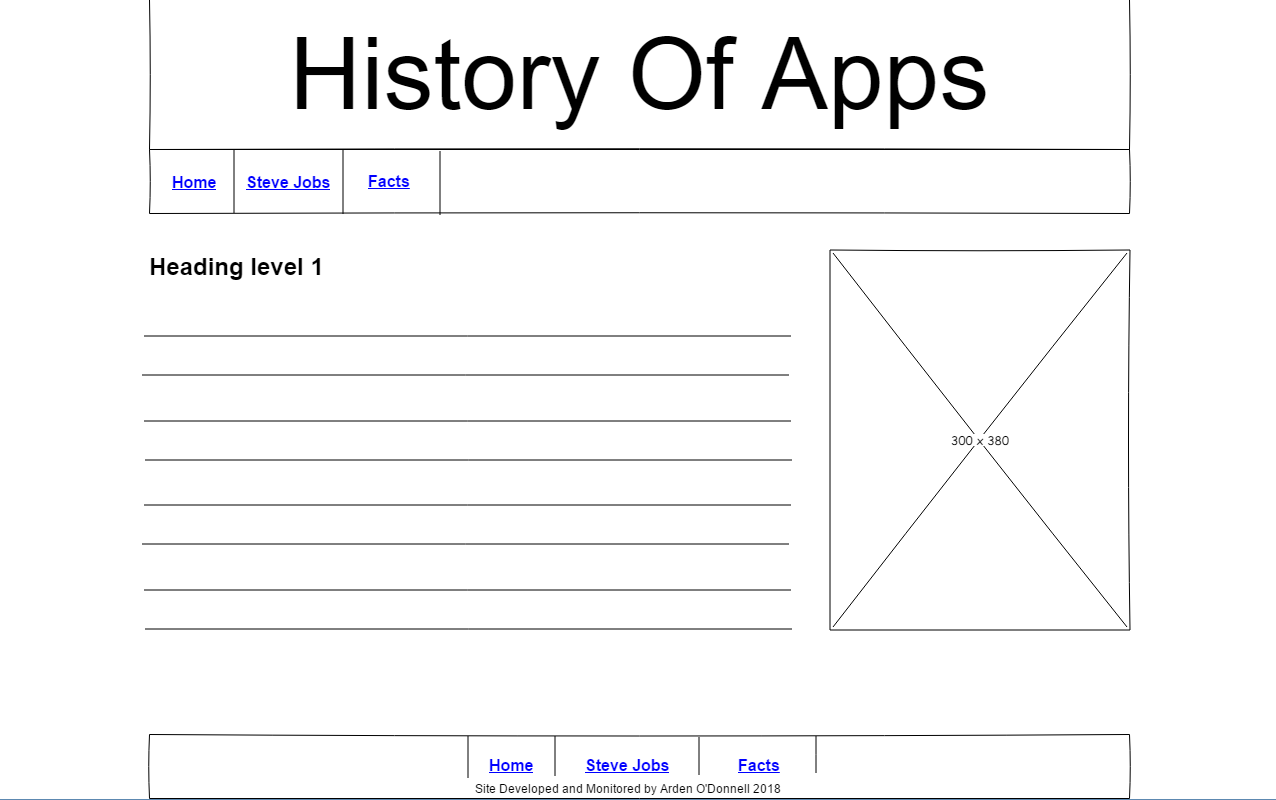 History Of Apps
Home Steve Jobs Facts
Heading level 1
300 x 380
Home Steve Jobs Facts
Site Developed and Monitored by Arden O'Donnell 2018